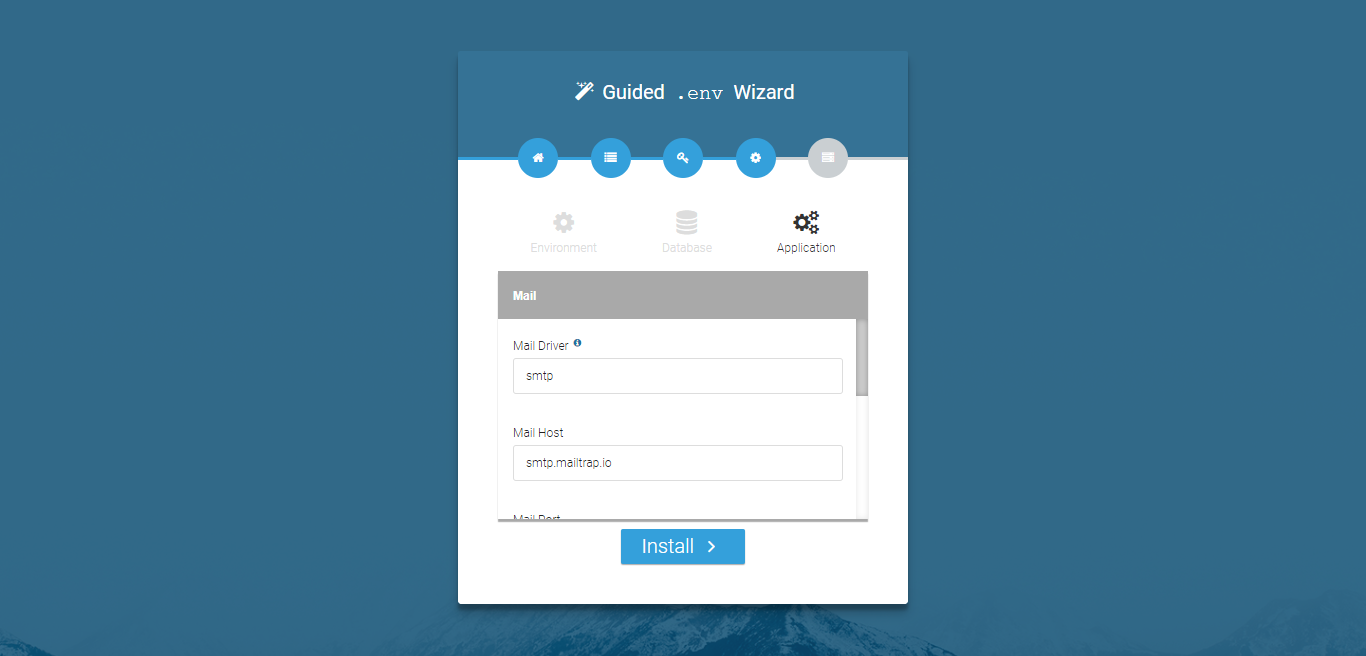 Guided .env Wizard
Environment Database Application
Mail
Mail Driver
smtp
Mail Host
smtp.mailtrap.io
Mail Port
Install